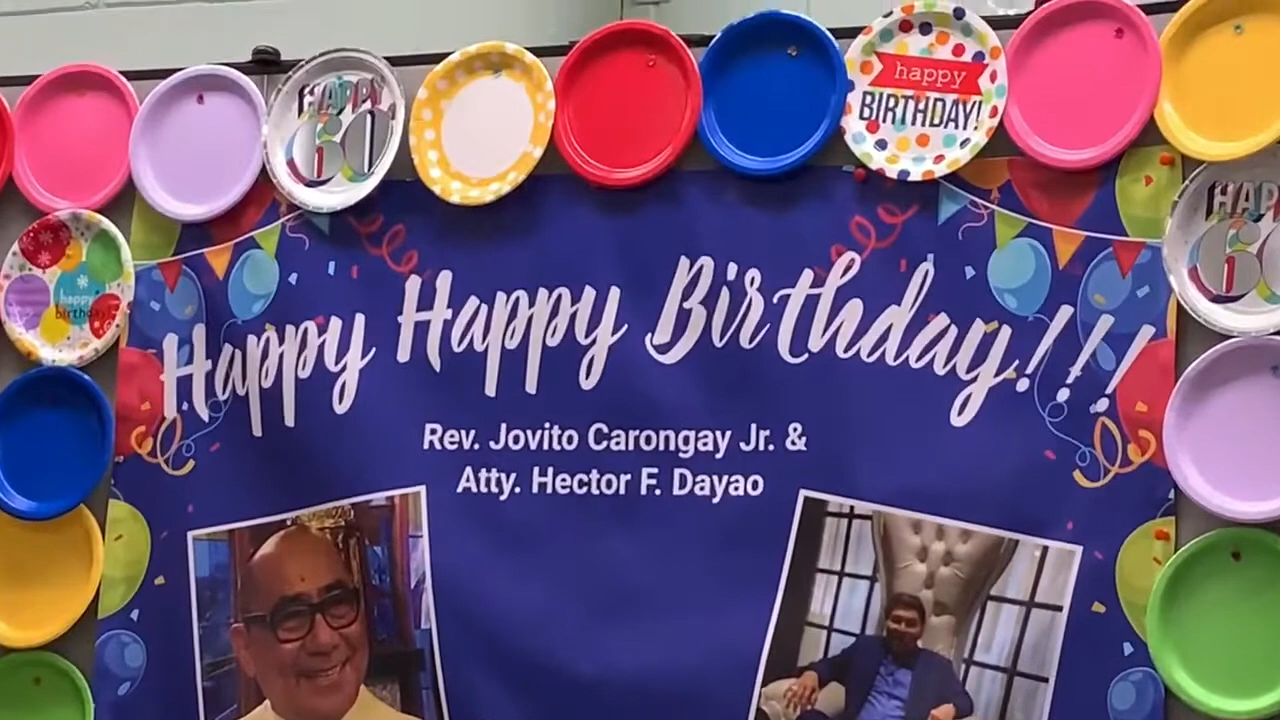 HAPPY
60
happy
BIRTHDAY!
HAP
60
happy
birthday
Happy Happy Birthday!!!
Rev. Jovito Carongay Jr. &
Atty. Hector F. Dayao